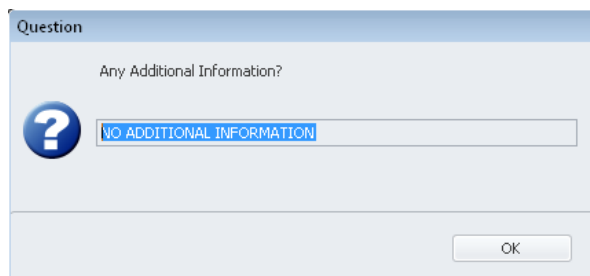 Question
Any Additional Information?
NO ADDITIONAL INFORMATION
OK